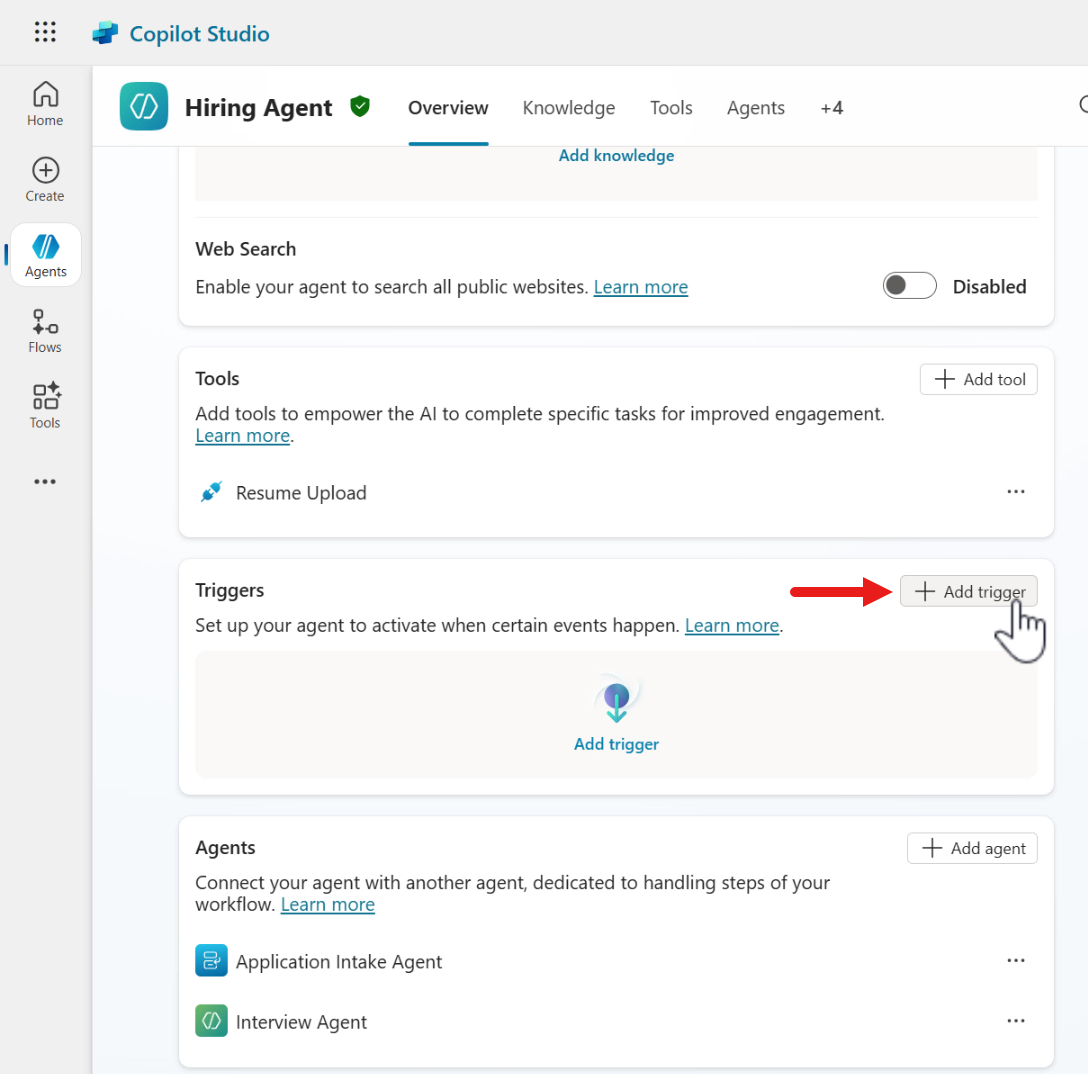 Copilot Studio
Home
Create
Agents
Flows
Tools
Hiring Agent
Overview
Knowledge
Tools
Agents
+4
Add knowledge
Web Search
Enable your agent to search all public websites. Learn more
Disabled
Tools
Add tool
Add tools to empower the AI to complete specific tasks for improved engagement.
Learn more.
Resume Upload
Triggers
Add trigger
Set up your agent to activate when certain events happen. Learn more.
Add trigger
Agents
Add agent
Connect your agent with another agent, dedicated to handling steps of your
workflow. Learn more
Application Intake Agent
Interview Agent